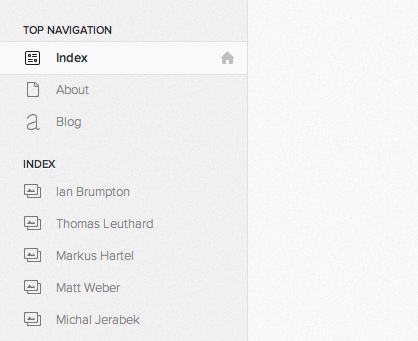 TOP NAVIGATION
Index
About
Blog
INDEX
Ian Brumpton
Thomas Leuthard
Markus Hartel
Matt Weber
Michal Jerabek